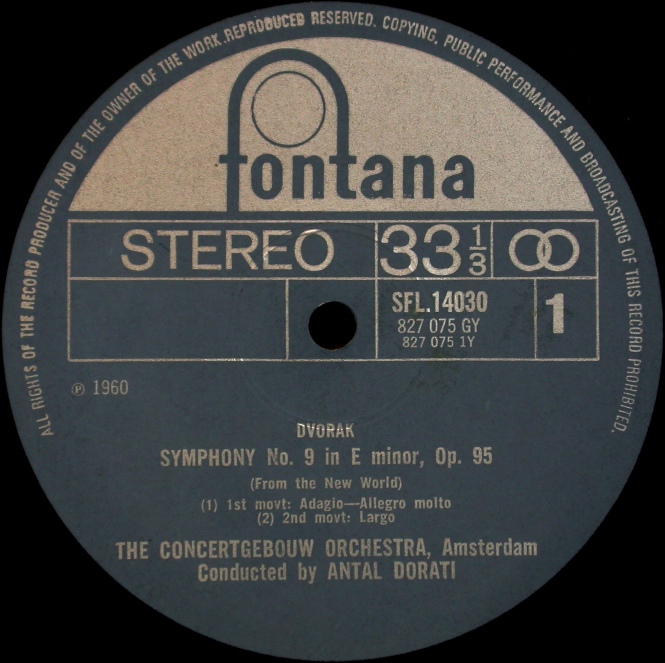 ALL RIGHTS OF THE RECORD PRODUCER AND OF THE OWNER OF THE WORK REPRODUCED RESERVED. COPYING, PUBLIC PERFORMANCE AND BROADCASTING OF THIS RECORD PROHIBITED.
fontana
STEREO 33 1/3
SFL.14030 1
827 075 GY
827 075 1Y
℗ 1960
DVORAK
SYMPHONY No. 9 in E minor, Op. 95
(From the New World)
(1) 1st movt: Adagio—Allegro molto
(2) 2nd movt: Largo
THE CONCERTGEBOUW ORCHESTRA, Amsterdam
Conducted by ANTAL DORATI